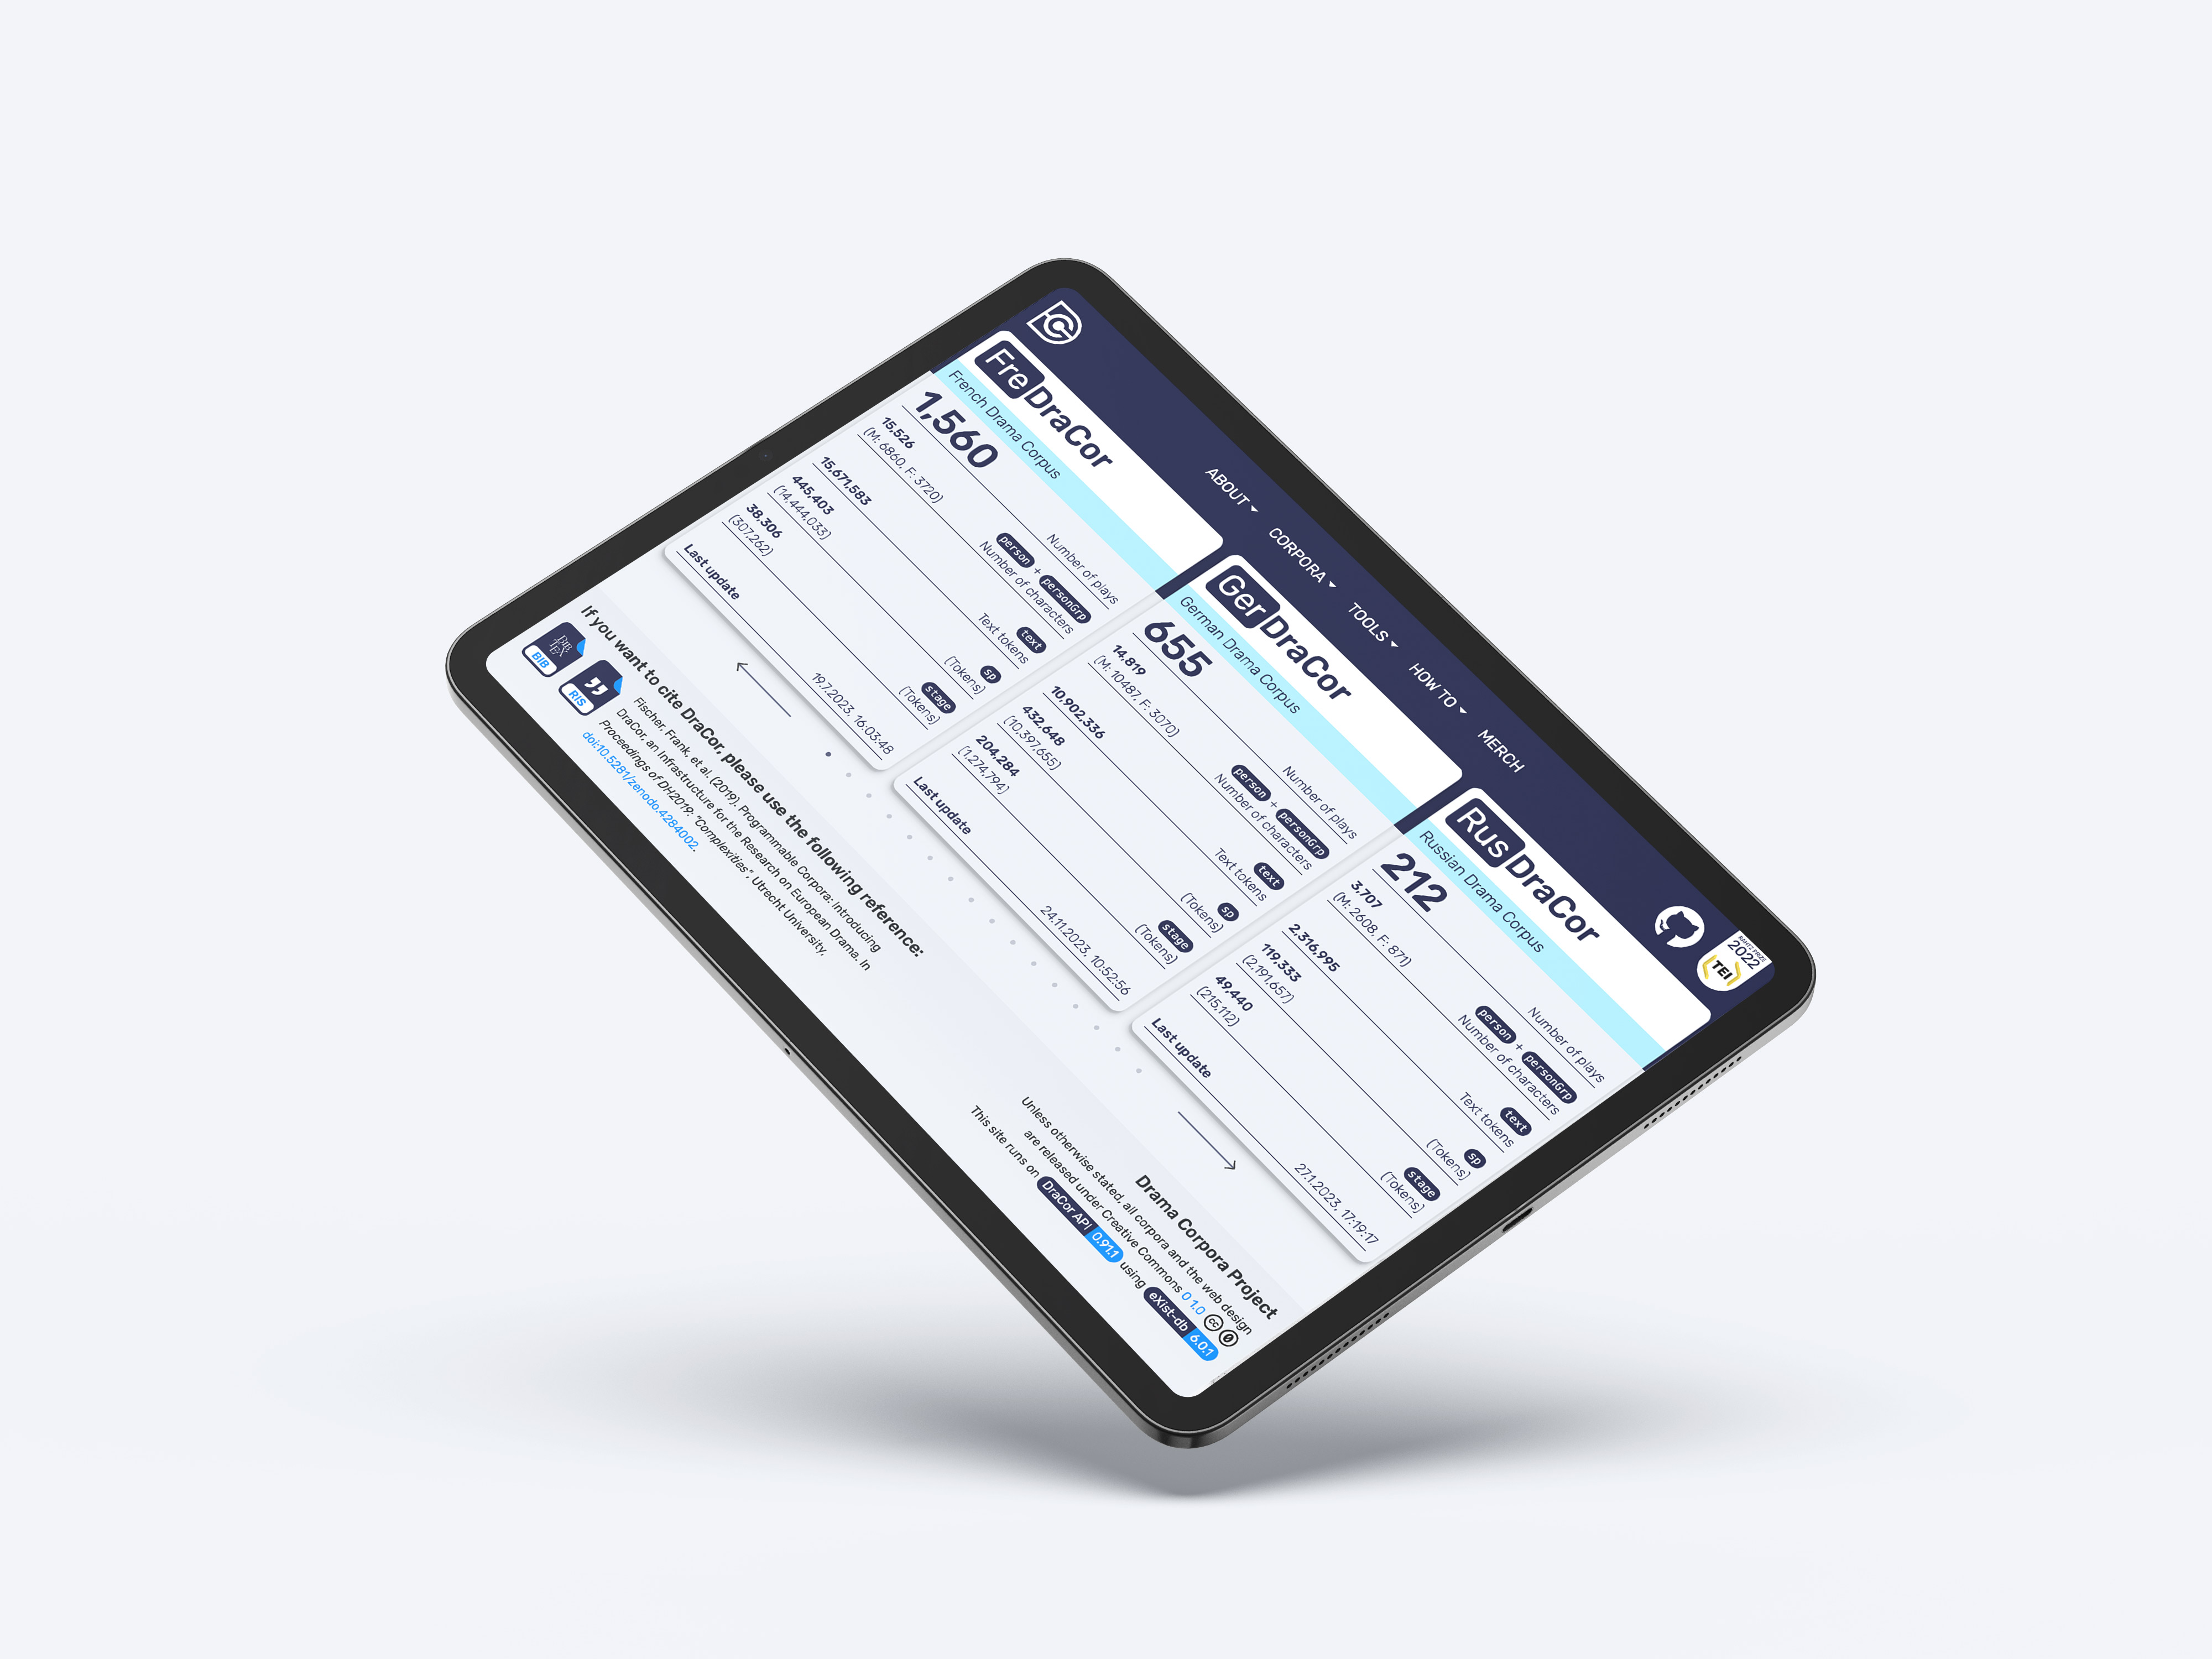 DC
ABOUT
CORPORA
TOOLS
HOW TO
MERCH
RAHTZ PRIZE
2022
TEI
FreDraCor
French Drama Corpus
1,560
Number of plays
15,526
(M: 6860, F: 3720)
person + personGrp
Number of characters
15,671,583
text
Text tokens
445,403
(14,444,033)
sp
(Tokens)
38,306
(307,262)
stage
(Tokens)
Last update
19.7.2023, 16:03:48
GerDraCor
German Drama Corpus
655
Number of plays
14,819
(M: 10487, F: 3070)
person + personGrp
Number of characters
10,902,336
text
Text tokens
432,648
(10,397,655)
sp
(Tokens)
204,284
(1,274,794)
stage
(Tokens)
Last update
24.11.2023, 10:52:56
RusDraCor
Russian Drama Corpus
212
Number of plays
3,707
(M: 2608, F: 871)
person + personGrp
Number of characters
2,316,995
text
Text tokens
119,333
(2,191,657)
sp
(Tokens)
49,440
(215,112)
stage
(Tokens)
Last update
27.1.2023, 17:19:17
If you want to cite DraCor, please use the following reference:
BIBTEX
BIB
RIS
Fischer, Frank, et al. (2019). Programmable Corpora: Introducing
DraCor, an Infrastructure for the Research on European Drama. In
Proceedings of DH2019: "Complexities", Utrecht University,
doi:10.5281/zenodo.4284002.
Drama Corpora Project
Unless otherwise stated, all corpora and the web design
are released under Creative Commons 0 1.0 cc 0
This site runs on DraCor API 0.91.1 using eXist-db 6.0.1